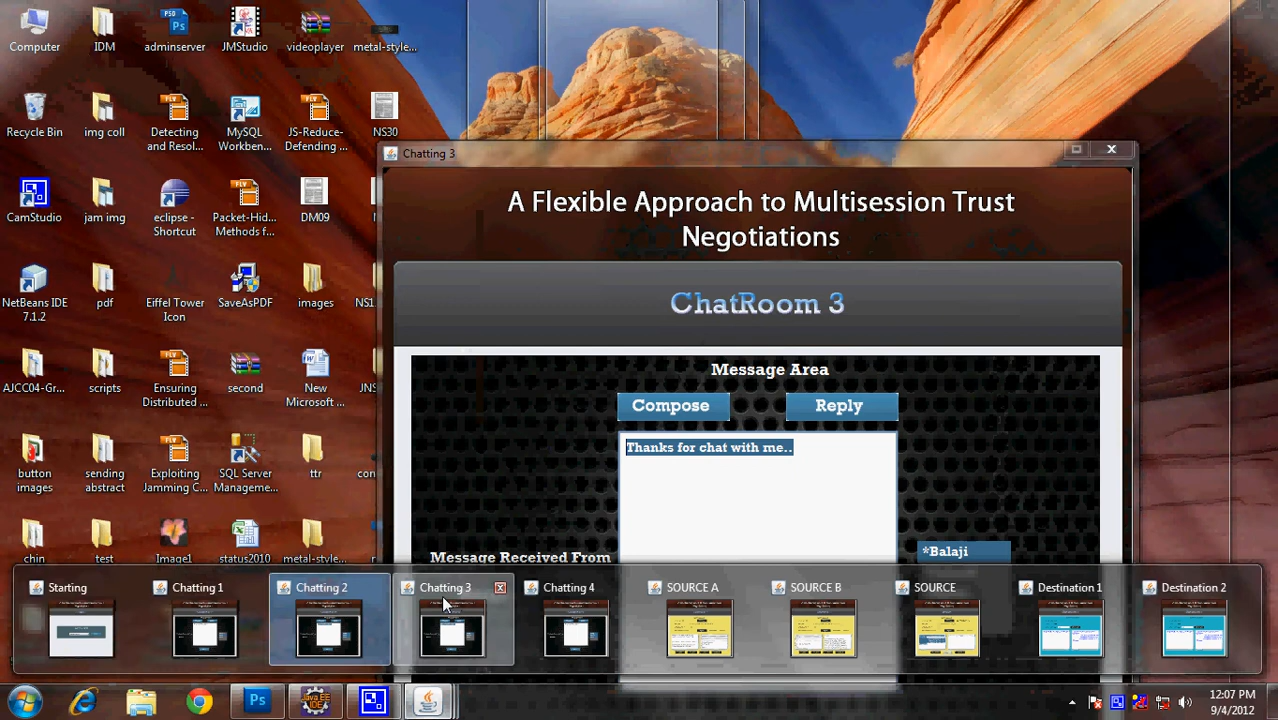 Computer
IDM
adminserver
JMStudio
videoplayer
metal-style...
Recycle Bin
img coll
Detecting
and Resol...
MySQL
Workben...
JS-Reduce-
Defending ...
NS30
CamStudio
jam img
eclipse -
Shortcut
Packet-Hid...
Methods f...
DM09
NetBeans IDE
7.1.2
pdf
Eiffel Tower
Icon
SaveAsPDF
images
NS1
AJCC04-Gr...
scripts
Ensuring
Distributed ...
second
New
Microsoft ...
JNS
button
images
sending
abstract
Exploiting
Jamming C...
SQL Server
Manageme...
ttr
con
chin
test
Image1
status2010
metal-style...
Chatting 3
A Flexible Approach to Multisession Trust
Negotiations
ChatRoom 3
Message Area
Compose
Reply
Thanks for chat with me..
Message Received From
*Balaji
Starting
Chatting 1
Chatting 2
Chatting 3
Chatting 4
SOURCE A
SOURCE B
SOURCE
Destination 1
Destination 2
12:07 PM
9/4/2012